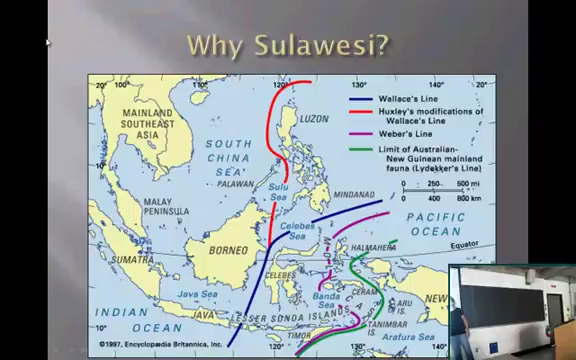 Why Sulawesi?
20°
120°
135°
20°
MAINLAND
SOUTHEAST
ASIA
LUZON
Wallace's Line
Huxley's modifications of
Wallace's Line
Weber's Line
Limit of Australian-
New Guinean mainland
fauna (Lydekker's Line)
SOUTH
CHINA
SEA
10°
PALAWAN
Sulu
Sea
0 250 500 mi
0 400 800 km
MINDANAO
MALAY
PENINSULA
Celebes
Sea
PACIFIC
OCEAN
HALMAHERA
Equator
BORNEO
SUMATRA
CELEBES
MOLUCCAS
CERAM
ARU
IS.
NEW
Java Sea
Banda
Sea
INDIAN
OCEAN
JAVA
LESSER SUNDA ISLANDS
TANIMBAR
IS.
10°
TIMOR
Arafura Sea
©1997, Encyclopædia Britannica, Inc.
120°
130°